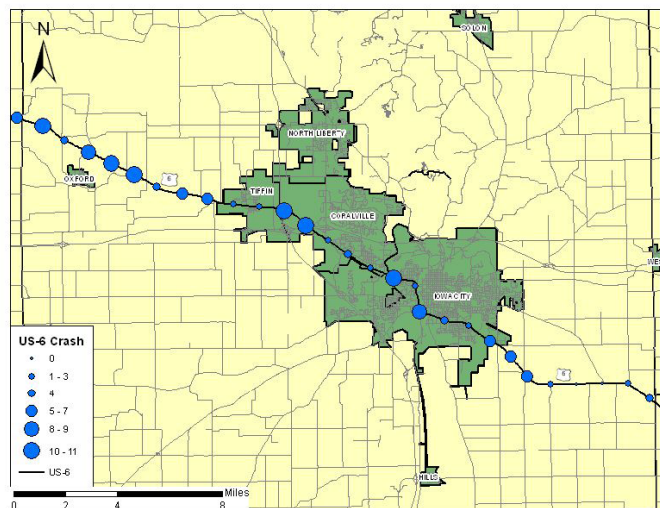 N
SOLON
NORTH LIBERTY
6
OXFORD
TIFFIN
CORALVILLE
WES
IOWA CITY
US-6 Crash
0
1 - 3
4
5 - 7
8 - 9
10 - 11
US-6
6
HILLS
Miles
0 2 4 8